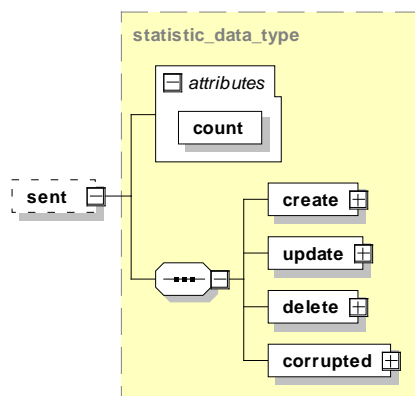 statistic_data_type
attributes
count
sent
create
update
delete
corrupted